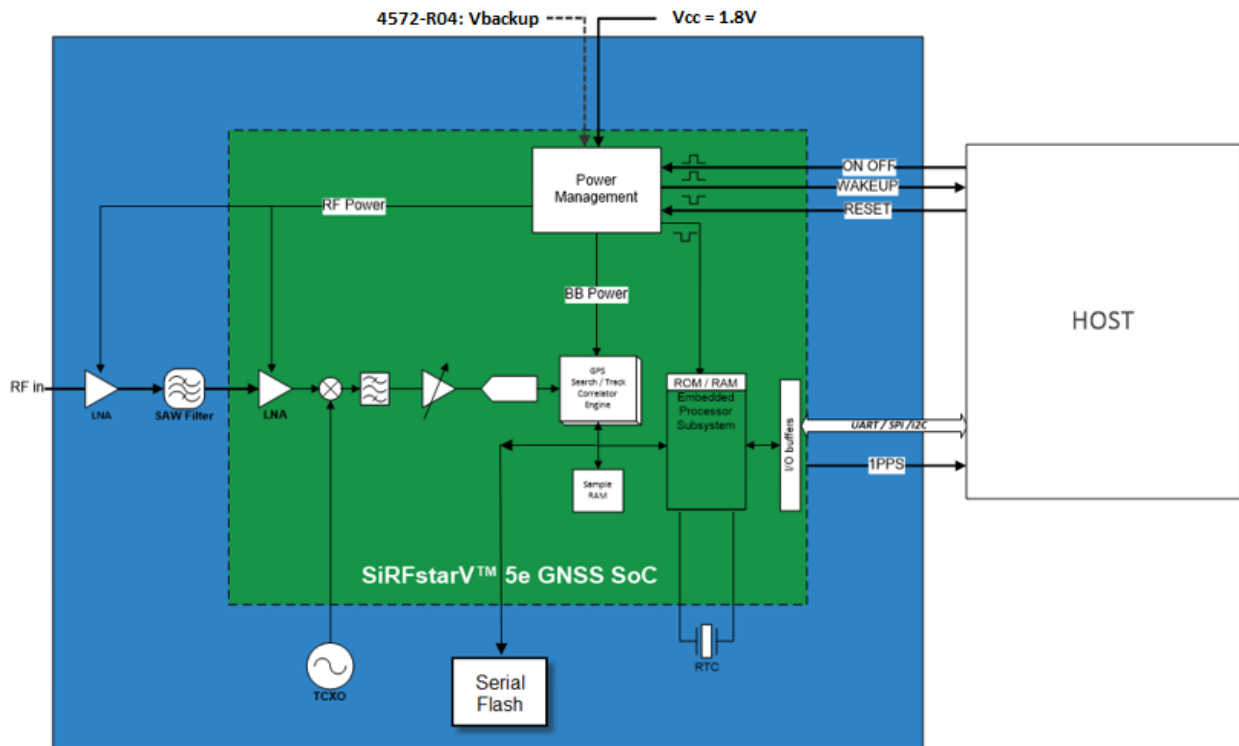 4572-R04: Vbackup
Vcc = 1.8V
Power
Management
ON OFF
WAKEUP
RESET
RF Power
BB Power
HOST
RF in
LNA
SAW Filter
LNA
GPS
Search / Track
Correlator
Engine
ROM / RAM
Embedded
Processor
Subsystem
I/O buffers
UART / SPI /I2C
1PPS
Sample
RAM
SiRFstarV™ 5e GNSS SoC
TCXO
Serial
Flash
RTC